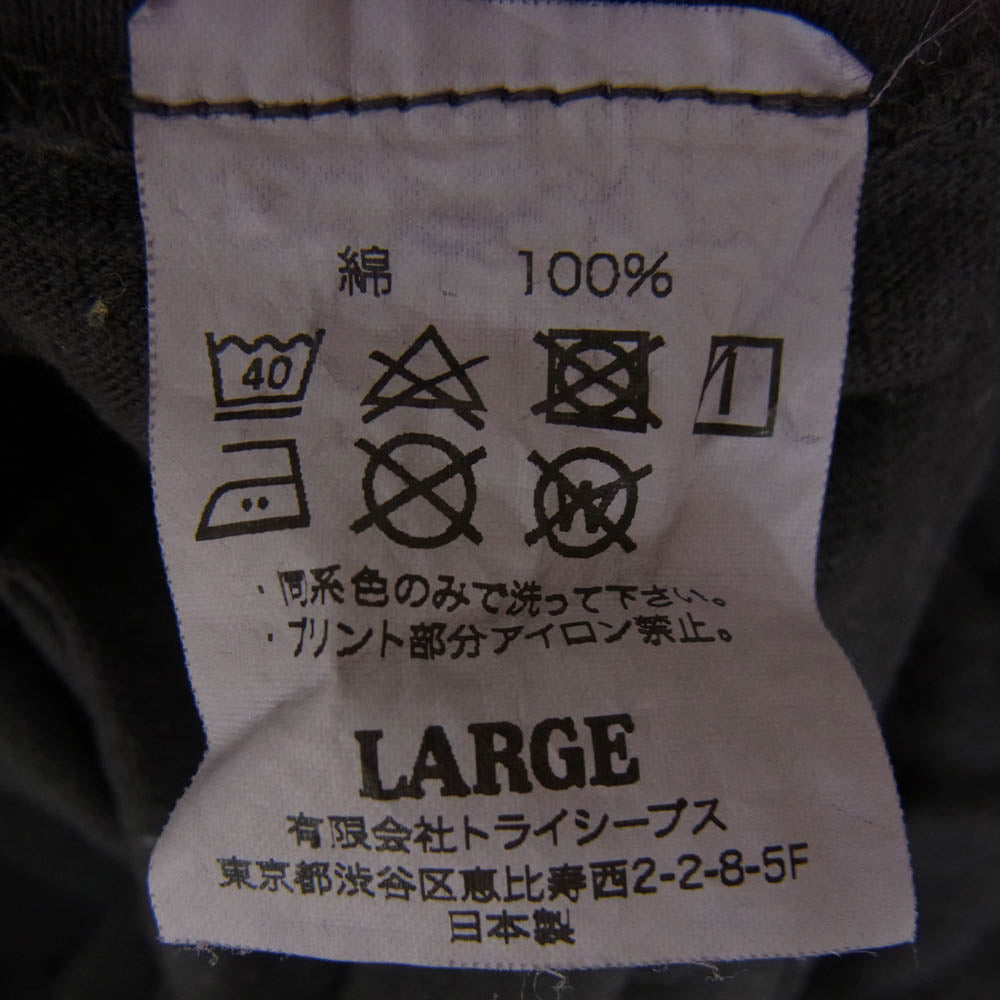 綿 100%
40
W
・同系色のみで洗って下さい。
・プリント部分アイロン禁止。
LARGE
有限会社トライシープス
東京都渋谷区恵比寿西2-2-8-5F
日本製